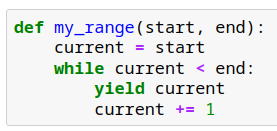 def my_range(start, end):
    current = start
    while current < end:
        yield current
        current += 1